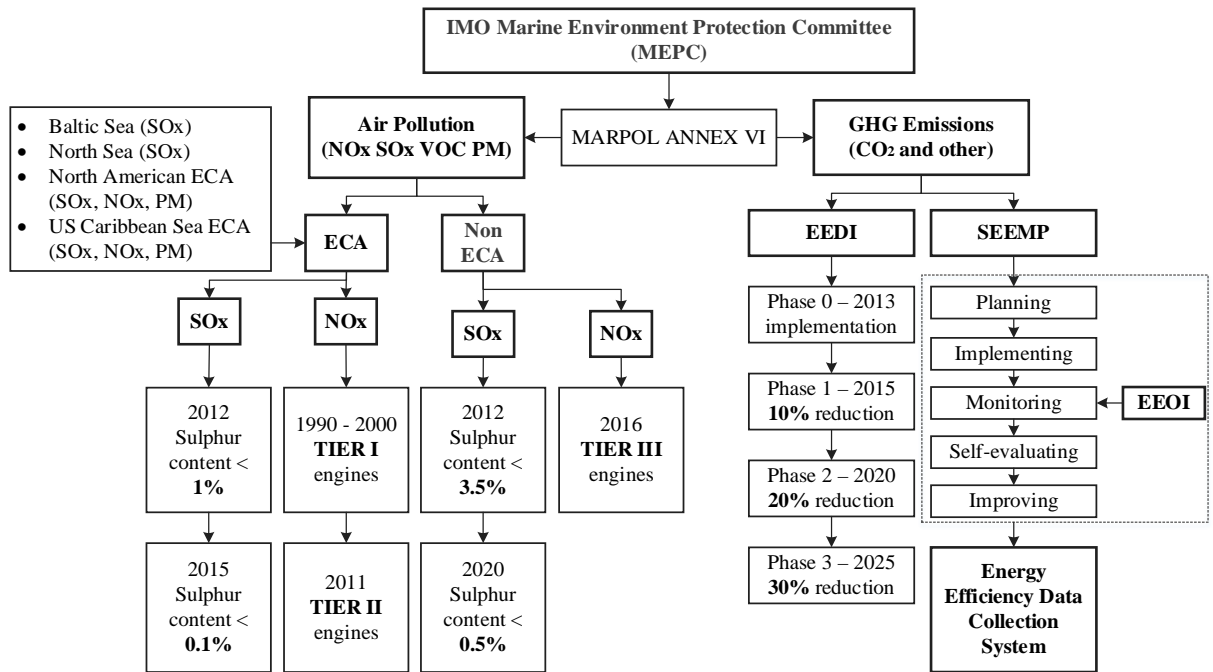 IMO Marine Environment Protection Committee
(MEPC)
• Baltic Sea (SOx)
• North Sea (SOx)
• North American ECA
(SOx, NOx, PM)
• US Caribbean Sea ECA
(SOx, NOx, PM)
Air Pollution
(NOx SOx VOC PM)
MARPOL ANNEX VI
GHG Emissions
(CO₂ and other)
ECA
Non
ECA
EEDI
SEEMP
SOx
NOx
SOx
NOx
2012
Sulphur
content <
1%
1990 - 2000
TIER I
engines
2012
Sulphur
content <
3.5%
2016
TIER III
engines
2015
Sulphur
content <
0.1%
2011
TIER II
engines
2020
Sulphur
content <
0.5%
Phase 0 – 2013
implementation
Phase 1 – 2015
10% reduction
Phase 2 – 2020
20% reduction
Phase 3 – 2025
30% reduction
Planning
Implementing
Monitoring
EEOI
Self-evaluating
Improving
Energy
Efficiency Data
Collection
System